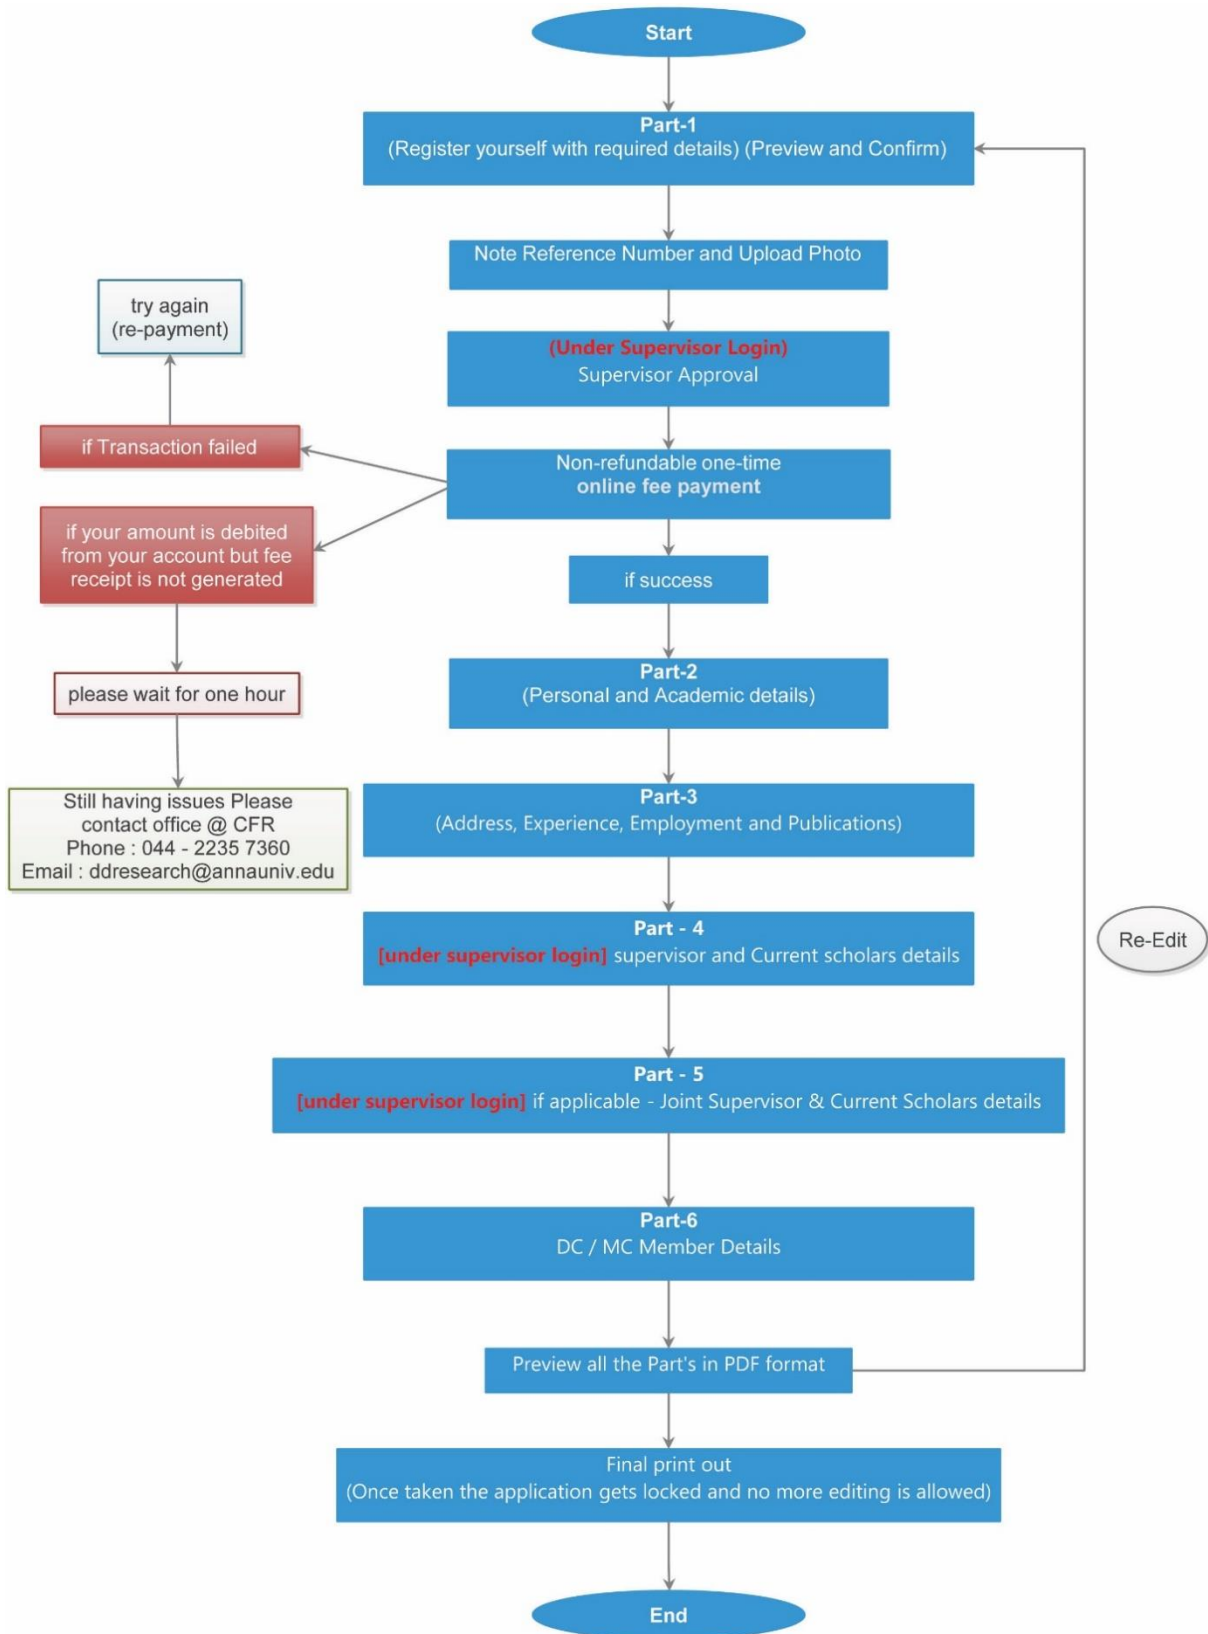 Start
Part-1
(Register yourself with required details) (Preview and Confirm)
Note Reference Number and Upload Photo
try again
(re-payment)
(Under Supervisor Login)
Supervisor Approval
if Transaction failed
Non-refundable one-time
online fee payment
if your amount is debited
from your account but fee
receipt is not generated
if success
please wait for one hour
Part-2
(Personal and Academic details)
Still having issues Please
contact office @ CFR
Phone : 044 - 2235 7360
Email : ddresearch@annauniv.edu
Part-3
(Address, Experience, Employment and Publications)
Part - 4
[under supervisor login] supervisor and Current scholars details
Re-Edit
Part - 5
[under supervisor login] if applicable - Joint Supervisor & Current Scholars details
Part-6
DC / MC Member Details
Preview all the Part's in PDF format
Final print out
(Once taken the application gets locked and no more editing is allowed)
End